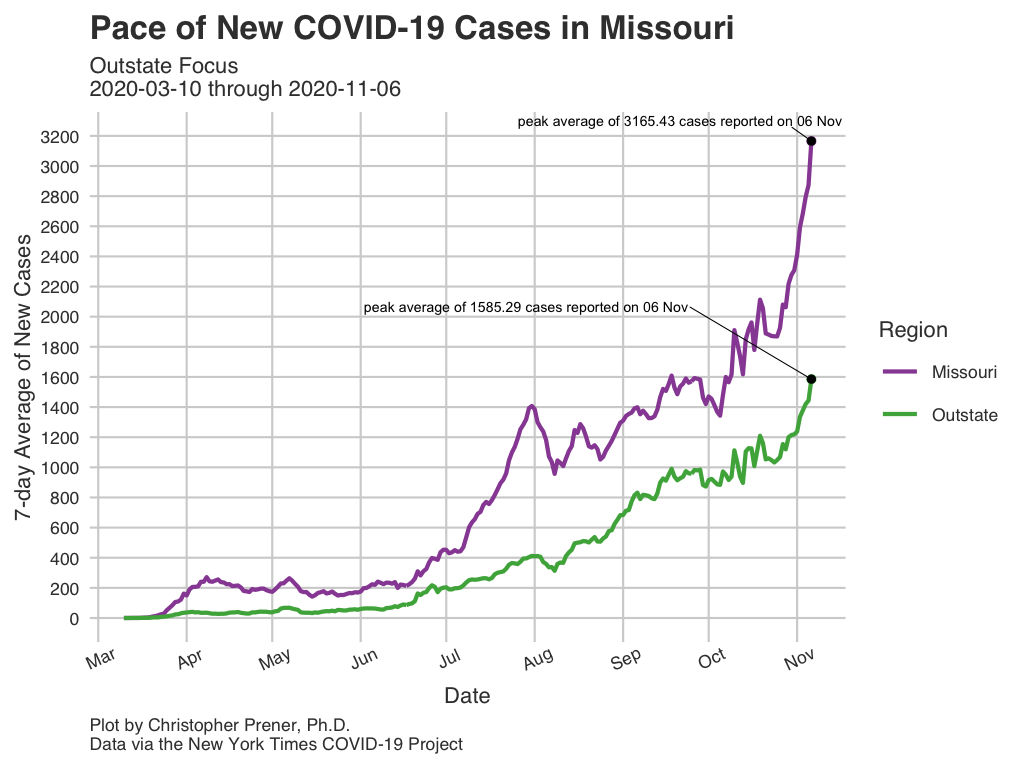 Pace of New COVID-19 Cases in Missouri
Outstate Focus
2020-03-10 through 2020-11-06
peak average of 3165.43 cases reported on 06 Nov
3200
3000
2800
2600
2400
2200
peak average of 1585.29 cases reported on 06 Nov
2000
1800
1600
1400
1200
1000
800
600
400
200
0
7-day Average of New Cases
Region
Missouri
Outstate
Mar Apr May Jun Jul Aug Sep Oct Nov
Date
Plot by Christopher Prener, Ph.D.
Data via the New York Times COVID-19 Project